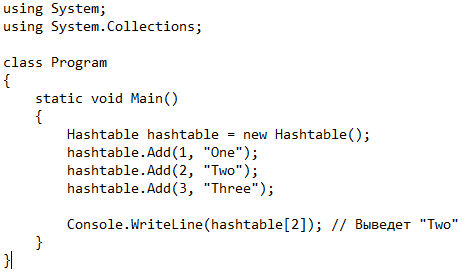 using System;
using System.Collections;

class Program
{
    static void Main()
    {
        Hashtable hashtable = new Hashtable();
        hashtable.Add(1, "One");
        hashtable.Add(2, "Two");
        hashtable.Add(3, "Three");

        Console.WriteLine(hashtable[2]); // Выведет "Two"
    }
}